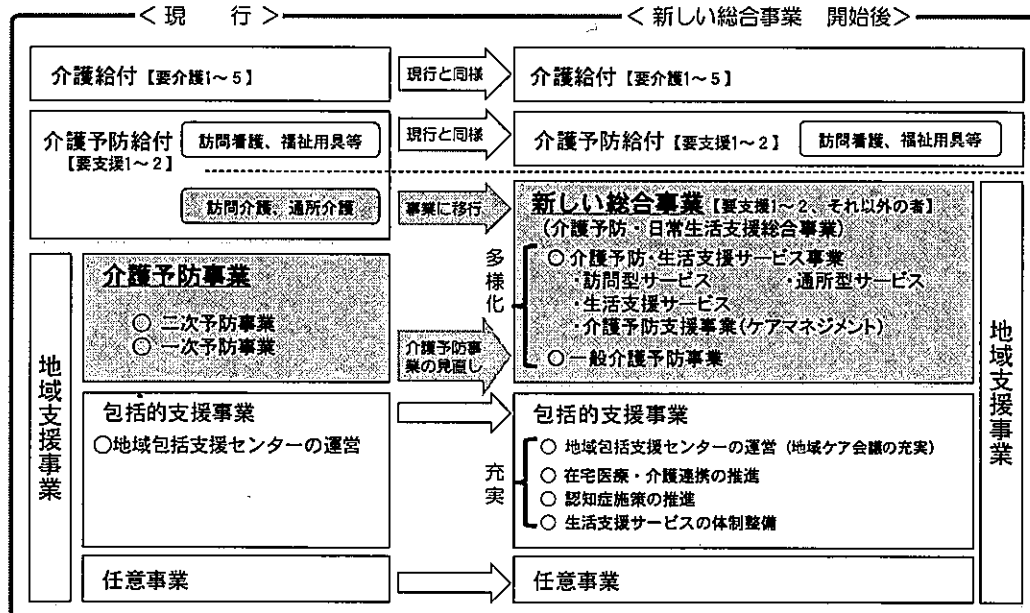 ＜ 現　　行 ＞
＜ 新しい総合事業　開始後＞
介護給付【要介護1～5】
現行と同様
介護給付【要介護1～5】
介護予防給付
【要支援1～2】
訪問看護、福祉用具等
現行と同様
介護予防給付【要支援1～2】
訪問看護、福祉用具等
訪問介護、通所介護
事業に移行
新しい総合事業【要支援1～2、それ以外の者】
（介護予防・日常生活支援総合事業）
多様化
○ 介護予防・生活支援サービス事業
・訪問型サービス　　・通所型サービス
・生活支援サービス
・介護予防支援事業（ケアマネジメント）
○ 一般介護予防事業
地域支援事業
介護予防事業
○ 二次予防事業
○ 一次予防事業
介護予防事
業の見直し
地域支援事業
包括的支援事業
○地域包括支援センターの運営
充実
包括的支援事業
○ 地域包括支援センターの運営（地域ケア会議の充実）
○ 在宅医療・介護連携の推進
○ 認知症施策の推進
○ 生活支援サービスの体制整備
任意事業
任意事業